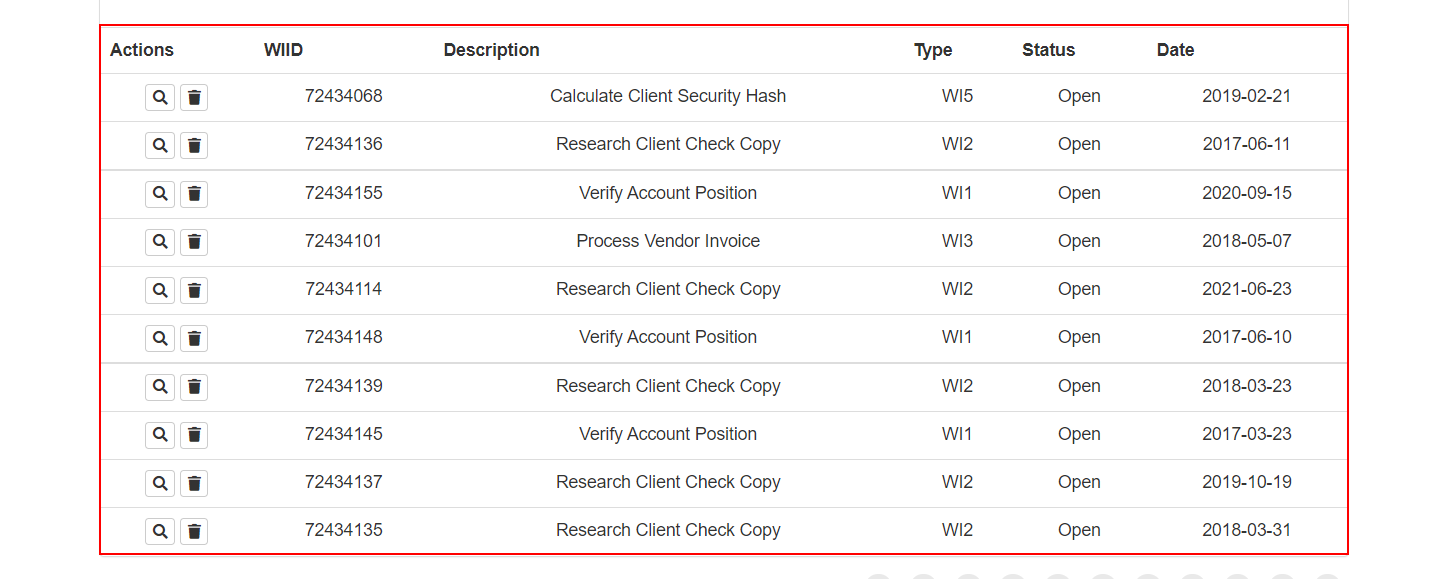 Actions WIID Description Type Status Date
72434068 Calculate Client Security Hash WI5 Open 2019-02-21
72434136 Research Client Check Copy WI2 Open 2017-06-11
72434155 Verify Account Position WI1 Open 2020-09-15
72434101 Process Vendor Invoice WI3 Open 2018-05-07
72434114 Research Client Check Copy WI2 Open 2021-06-23
72434148 Verify Account Position WI1 Open 2017-06-10
72434139 Research Client Check Copy WI2 Open 2018-03-23
72434145 Verify Account Position WI1 Open 2017-03-23
72434137 Research Client Check Copy WI2 Open 2019-10-19
72434135 Research Client Check Copy WI2 Open 2018-03-31